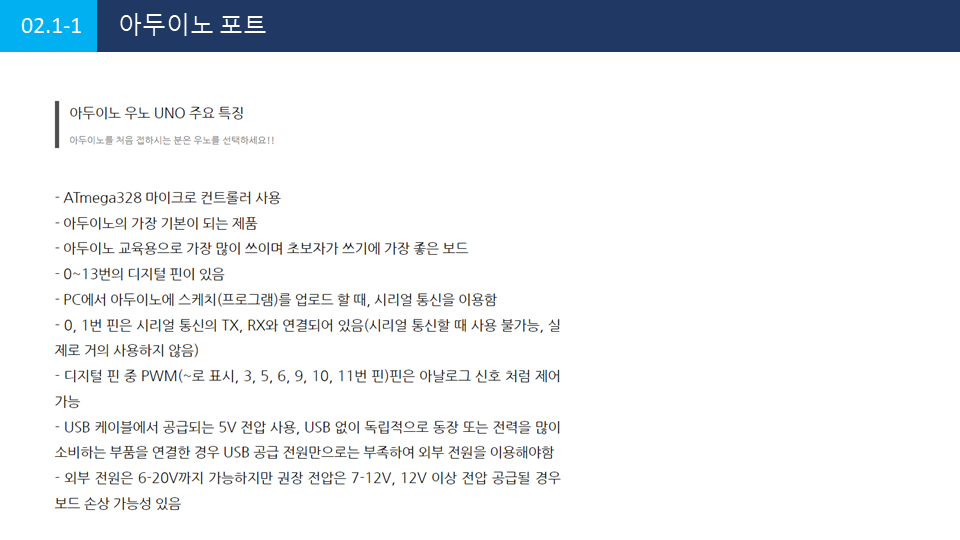 02.1-1 아두이노 포트
아두이노 우노 UNO 주요 특징
아두이노를 처음 접하시는 분은 우노를 선택하세요!!
- ATmega328 마이크로 컨트롤러 사용
- 아두이노의 가장 기본이 되는 제품
- 아두이노 교육용으로 가장 많이 쓰이며 초보자가 쓰기에 가장 좋은 보드
- 0~13번의 디지털 핀이 있음
- PC에서 아두이노에 스케치(프로그램)를 업로드 할 때, 시리얼 통신을 이용함
- 0, 1번 핀은 시리얼 통신의 TX, RX와 연결되어 있음(시리얼 통신할 때 사용 불가능, 실
제로 거의 사용하지 않음)
- 디지털 핀 중 PWM(~로 표시, 3, 5, 6, 9, 10, 11번 핀)핀은 아날로그 신호 처럼 제어
가능
- USB 케이블에서 공급되는 5V 전압 사용, USB 없이 독립적으로 동장 또는 전력을 많이
소비하는 부품을 연결한 경우 USB 공급 전원만으로는 부족하여 외부 전원을 이용해야함
- 외부 전원은 6-20V까지 가능하지만 권장 전압은 7-12V, 12V 이상 전압 공급될 경우
보드 손상 가능성 있음